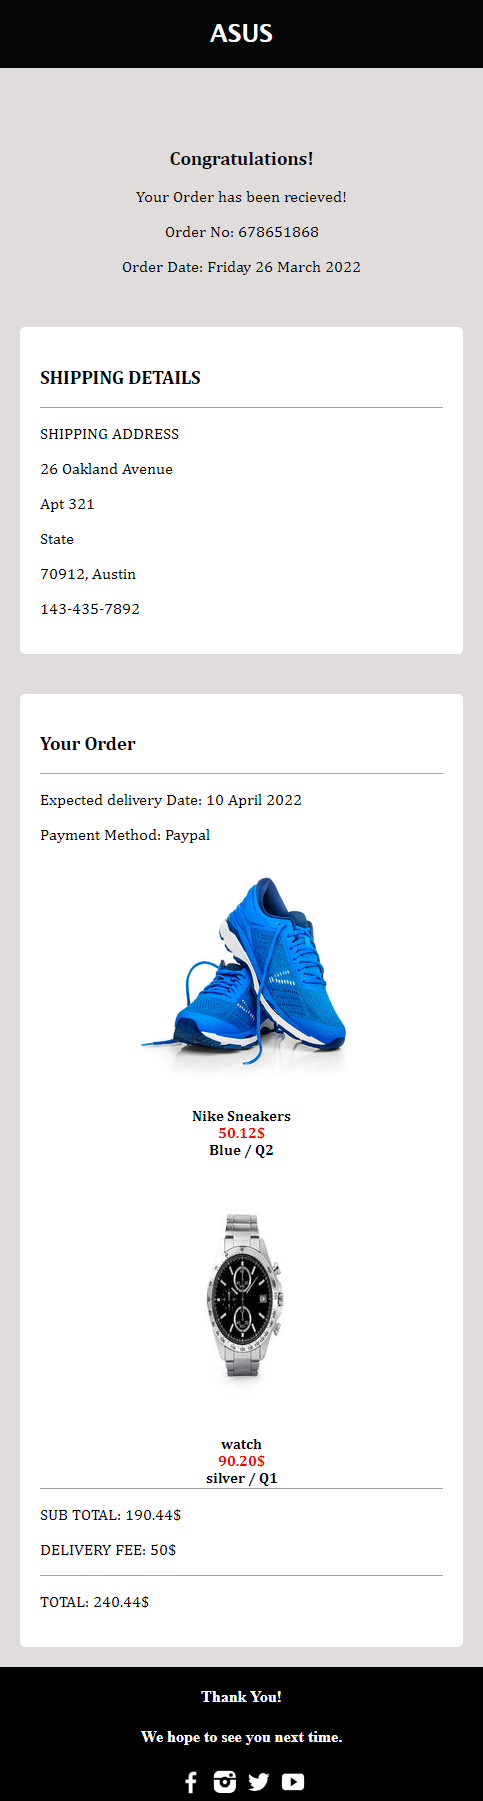 ASUS
Congratulations!
Your Order has been recieved!
Order No: 678651868
Order Date: Friday 26 March 2022
SHIPPING DETAILS
SHIPPING ADDRESS
26 Oakland Avenue
Apt 321
State
70912, Austin
143-435-7892
Your Order
Expected delivery Date: 10 April 2022
Payment Method: Paypal
Nike Sneakers
50.12$
Blue / Q2
watch
90.20$
silver / Q1
SUB TOTAL: 190.44$
DELIVERY FEE: 50$
TOTAL: 240.44$
Thank You!
We hope to see you next time.